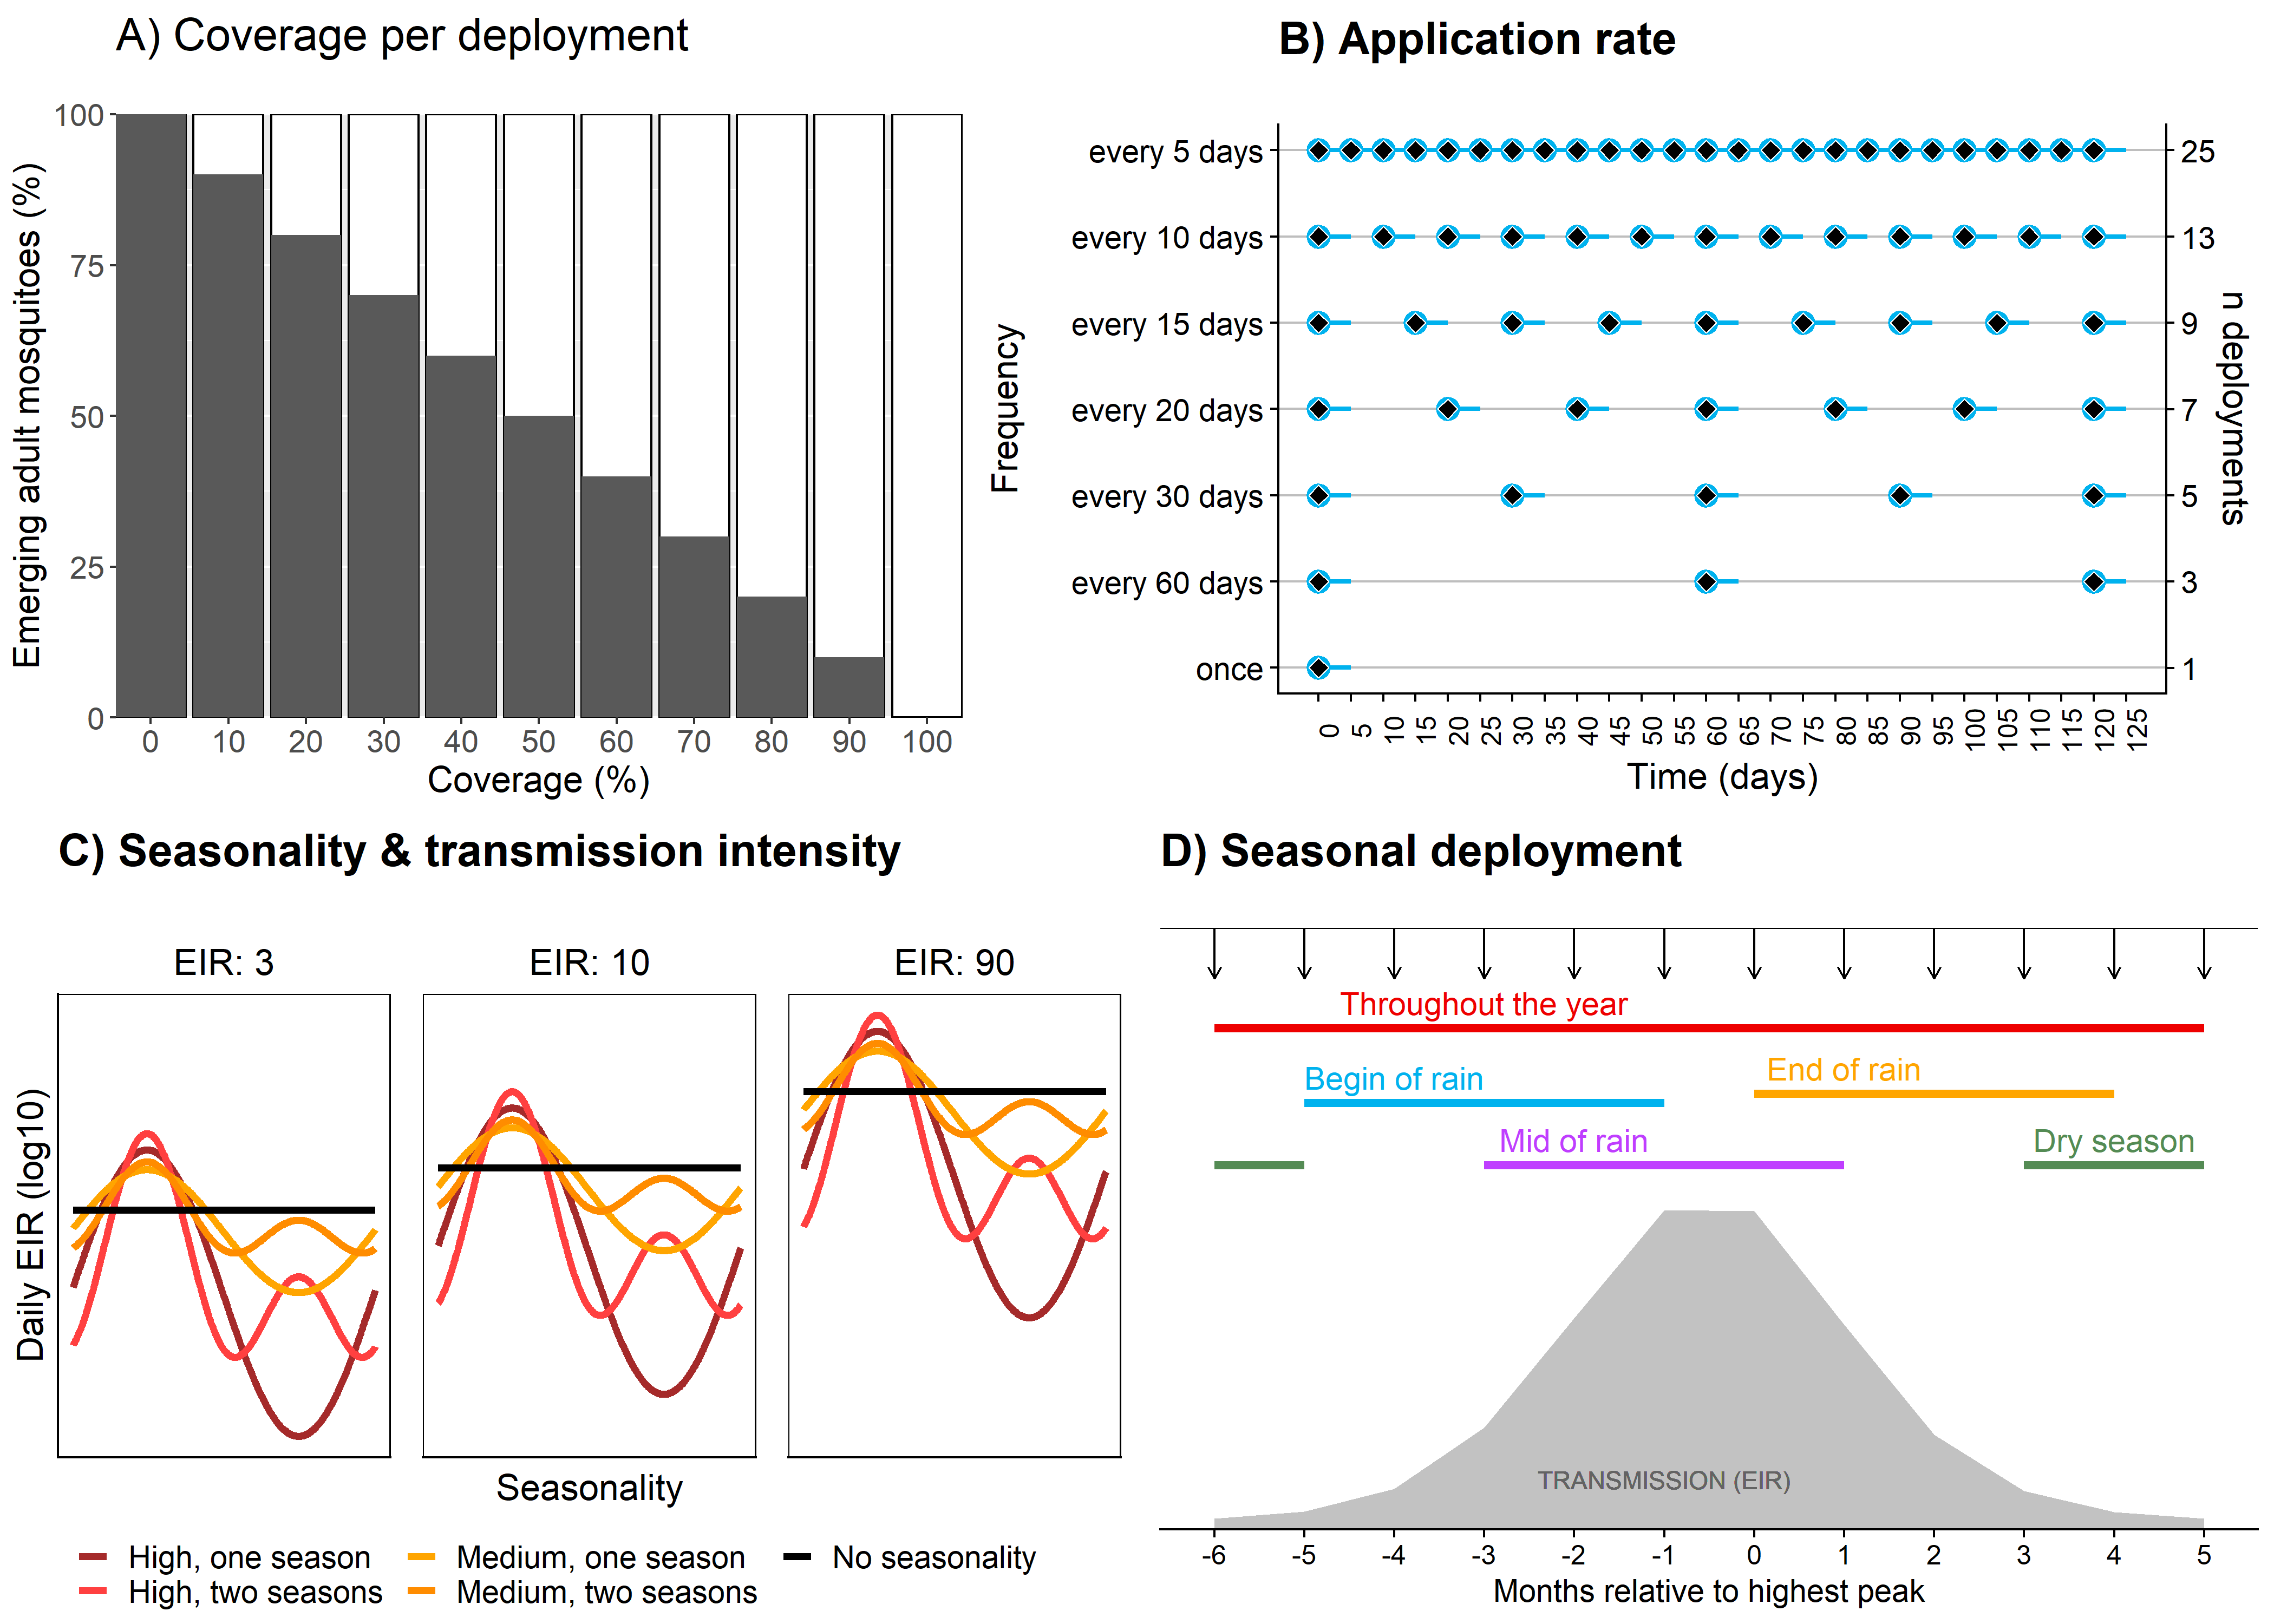 A) Coverage per deployment
Emerging adult mosquitoes (%)
100
75
50
25
0
0 10 20 30 40 50 60 70 80 90 100
Coverage (%)
B) Application rate
Frequency
every 5 days 25
every 10 days 13
every 15 days 9
every 20 days 7
every 30 days 5
every 60 days 3
once 1
n deployments
0 5 10 15 20 25 30 35 40 45 50 55 60 65 70 75 80 85 90 95 100 105 110 115 120 125
Time (days)
C) Seasonality & transmission intensity
EIR: 3 EIR: 10 EIR: 90
Daily EIR (log10)
Seasonality
High, one season Medium, one season No seasonality
High, two seasons Medium, two seasons
D) Seasonal deployment
Throughout the year
Begin of rain End of rain
Mid of rain Dry season
TRANSMISSION (EIR)
-6 -5 -4 -3 -2 -1 0 1 2 3 4 5
Months relative to highest peak